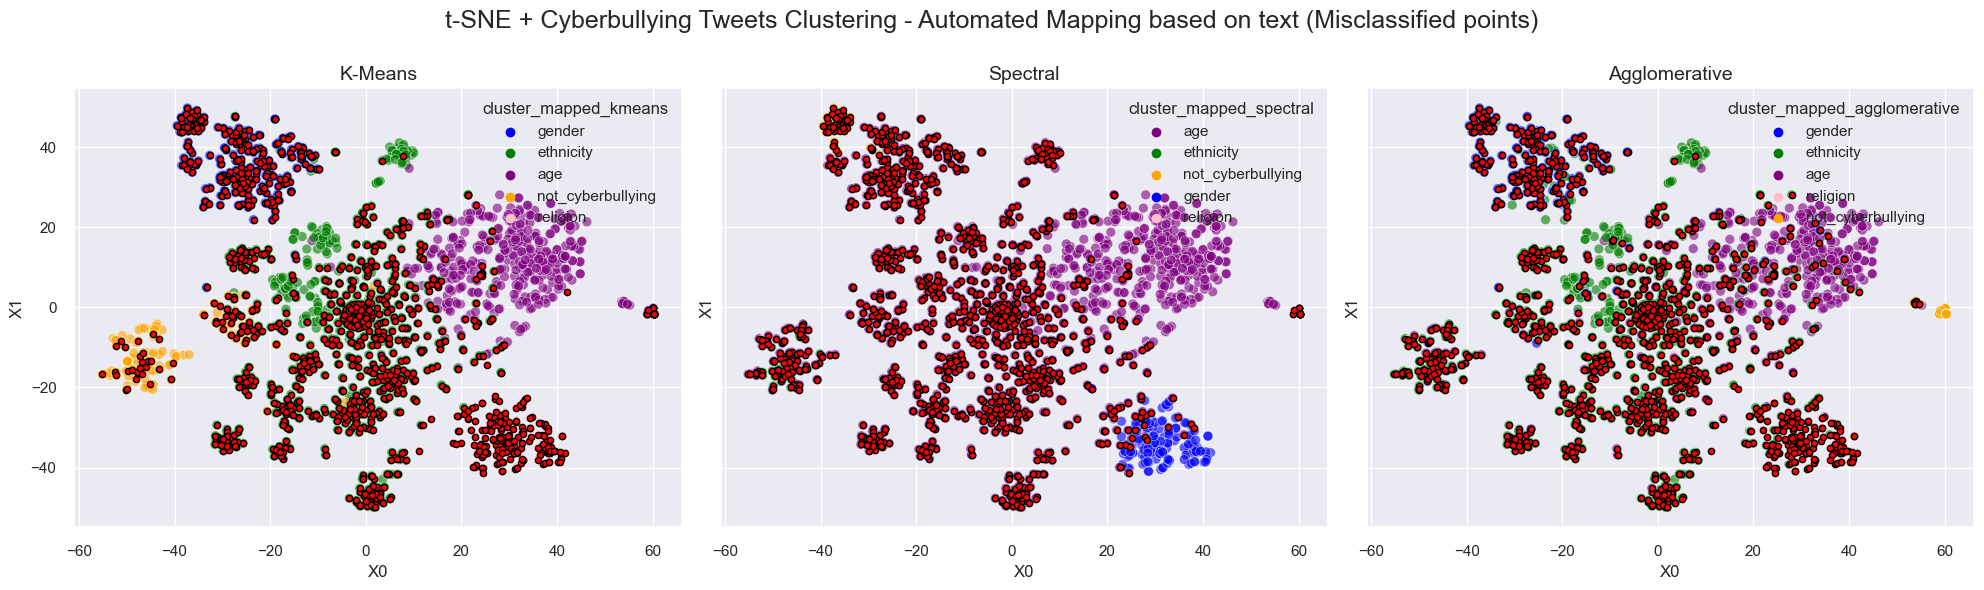 t-SNE + Cyberbullying Tweets Clustering - Automated Mapping based on text (Misclassified points)
K-Means
cluster_mapped_kmeans
gender
ethnicity
age
not_cyberbullying
religion
40
20
0
−20
−40
X1
−60
−40
−20
0
20
40
60
X0
Spectral
cluster_mapped_spectral
age
ethnicity
not_cyberbullying
gender
religion
X1
−60
−40
−20
0
20
40
60
X0
Agglomerative
cluster_mapped_agglomerative
gender
ethnicity
age
religion
not_cyberbullying
X1
−60
−40
−20
0
20
40
60
X0